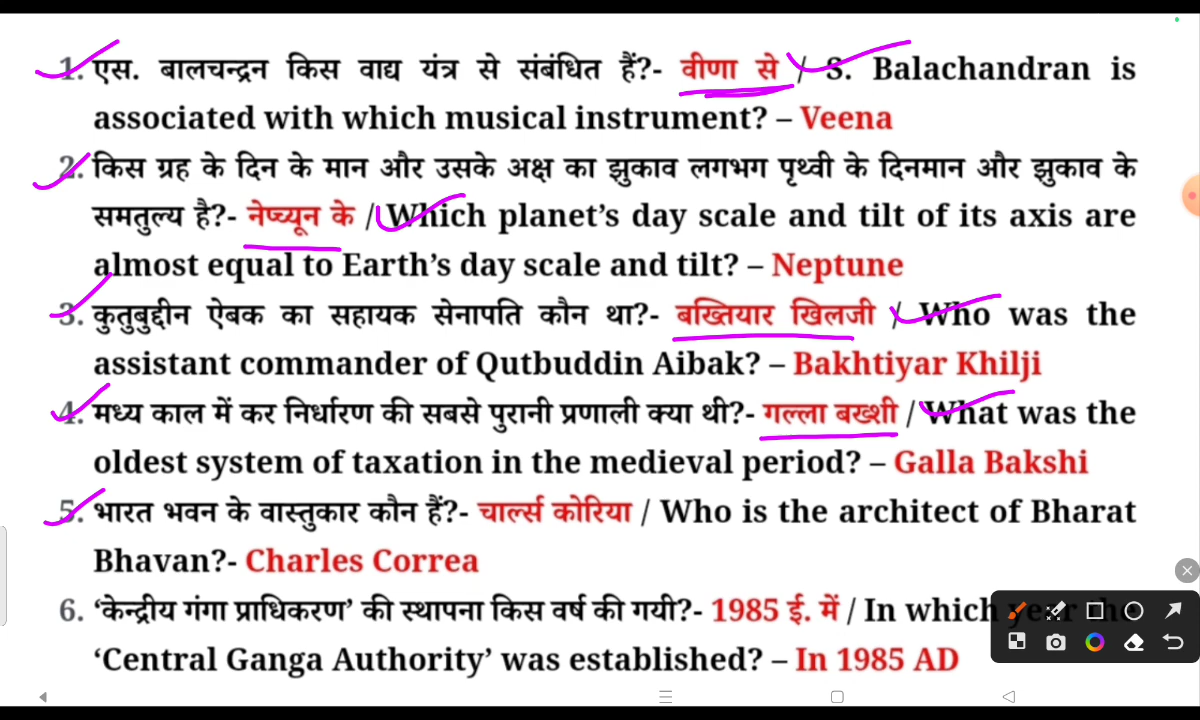 1. एस. बालचन्द्रन किस वाद्य यंत्र से संबंधित हैं?- वीणा से / S. Balachandran is
associated with which musical instrument? – Veena
2. किस ग्रह के दिन के मान और उसके अक्ष का झुकाव लगभग पृथ्वी के दिनमान और झुकाव के
समतुल्य है?- नेप्च्यून के / Which planet’s day scale and tilt of its axis are
almost equal to Earth’s day scale and tilt? – Neptune
3. कुतुबुद्दीन ऐबक का सहायक सेनापति कौन था?- बख्तियार खिलजी / Who was the
assistant commander of Qutbuddin Aibak? – Bakhtiyar Khilji
4. मध्य काल में कर निर्धारण की सबसे पुरानी प्रणाली क्या थी?- गल्ला बख्शी / What was the
oldest system of taxation in the medieval period? – Galla Bakshi
5. भारत भवन के वास्तुकार कौन हैं?- चार्ल्स कोरिया / Who is the architect of Bharat
Bhavan?- Charles Correa
6. ‘केन्द्रीय गंगा प्राधिकरण’ की स्थापना किस वर्ष की गयी?- 1985 ई. में / In which year the
‘Central Ganga Authority’ was established? – In 1985 AD